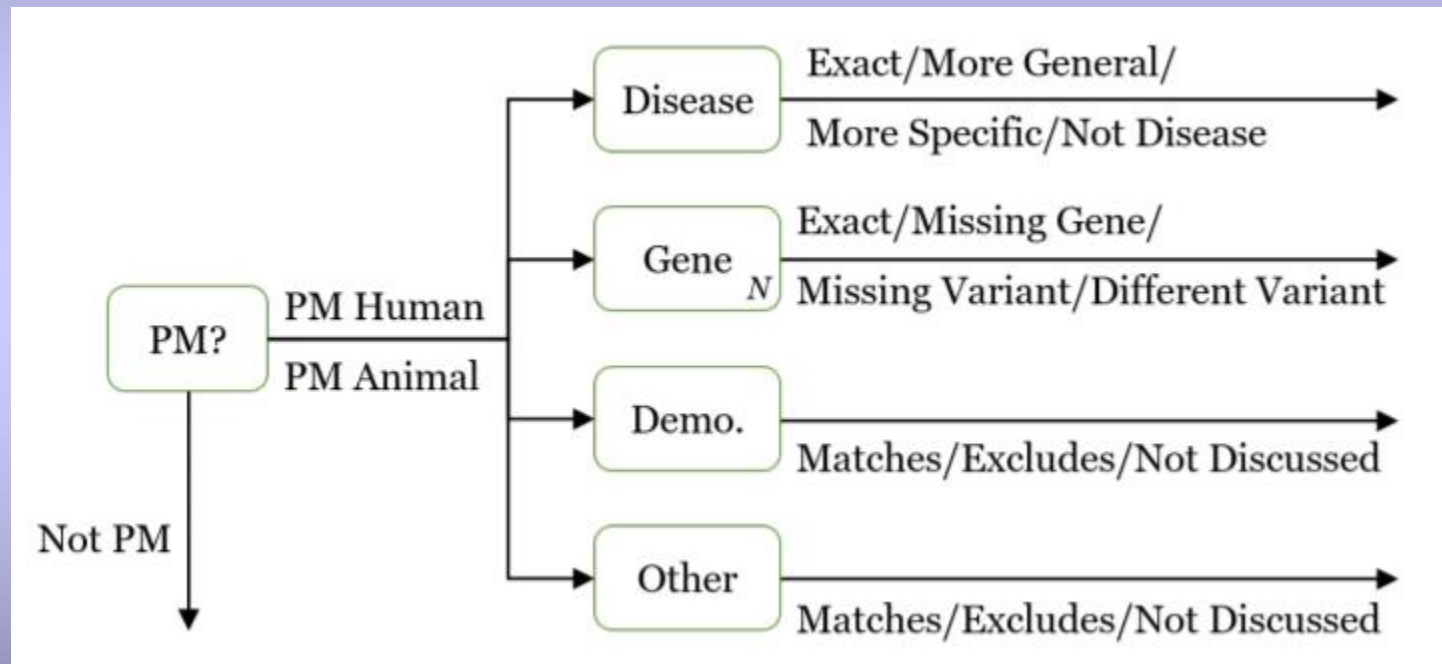 Exact/More General/
Disease
More Specific/Not Disease
Exact/Missing Gene/
Gene
N
Missing Variant/Different Variant
PM Human
PM?
PM Animal
Demo.
Matches/Excludes/Not Discussed
Not PM
Other
Matches/Excludes/Not Discussed